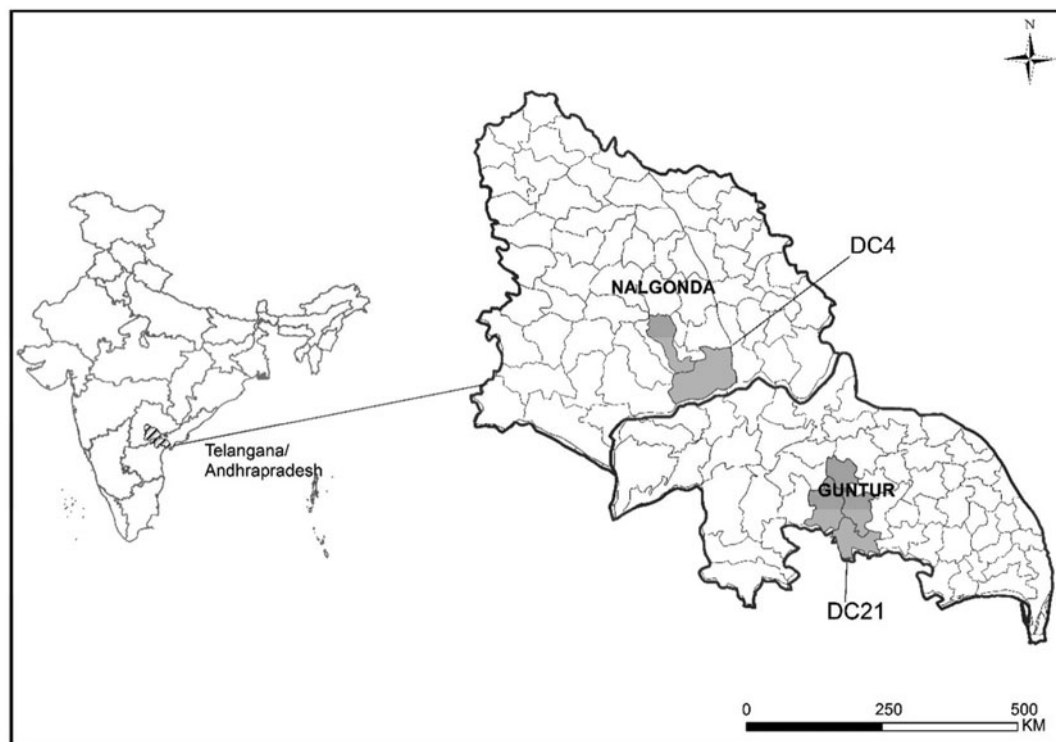 N
DC4
NALGONDA
Telangana/
Andhrapradesh
GUNTUR
DC21
0 250 500
KM